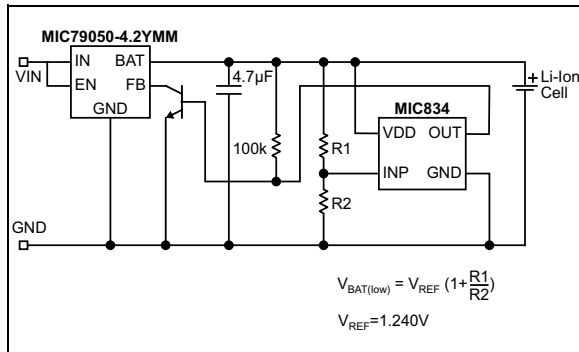 MIC79050-4.2YMM
IN BAT
VIN
EN FB
GND
4.7µF
100k
R1
R2
MIC834
VDD OUT
INP GND
+ Li-Ion
Cell
GND
V_BAT(low) = V_REF (1+R1/R2)
V_REF=1.240V